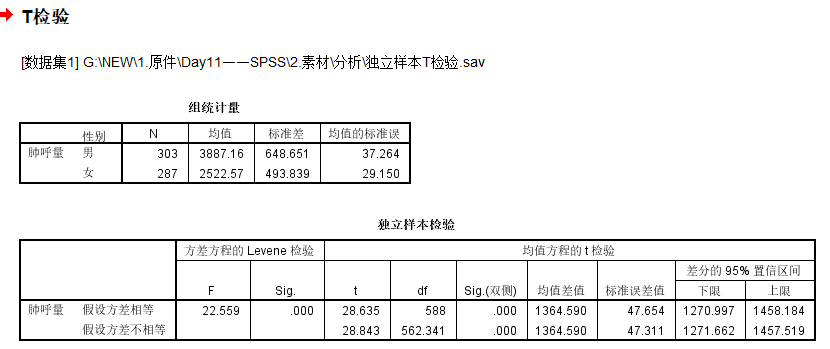 T检验
[数据集1] G:\NEW\1.原件\Day11——SPSS\2.素材\分析\独立样本T检验.sav
组统计量
性别 N 均值 标准差 均值的标准误
肺呼量 男 303 3887.16 648.651 37.264
女 287 2522.57 493.839 29.150
独立样本检验
方差方程的 Levene 检验 均值方程的 t 检验
差分的 95% 置信区间
F Sig. t df Sig.(双侧) 均值差值 标准误差值 下限 上限
肺呼量 假设方差相等 22.559 .000 28.635 588 .000 1364.590 47.654 1270.997 1458.184
假设方差不相等 28.843 562.341 .000 1364.590 47.311 1271.662 1457.519